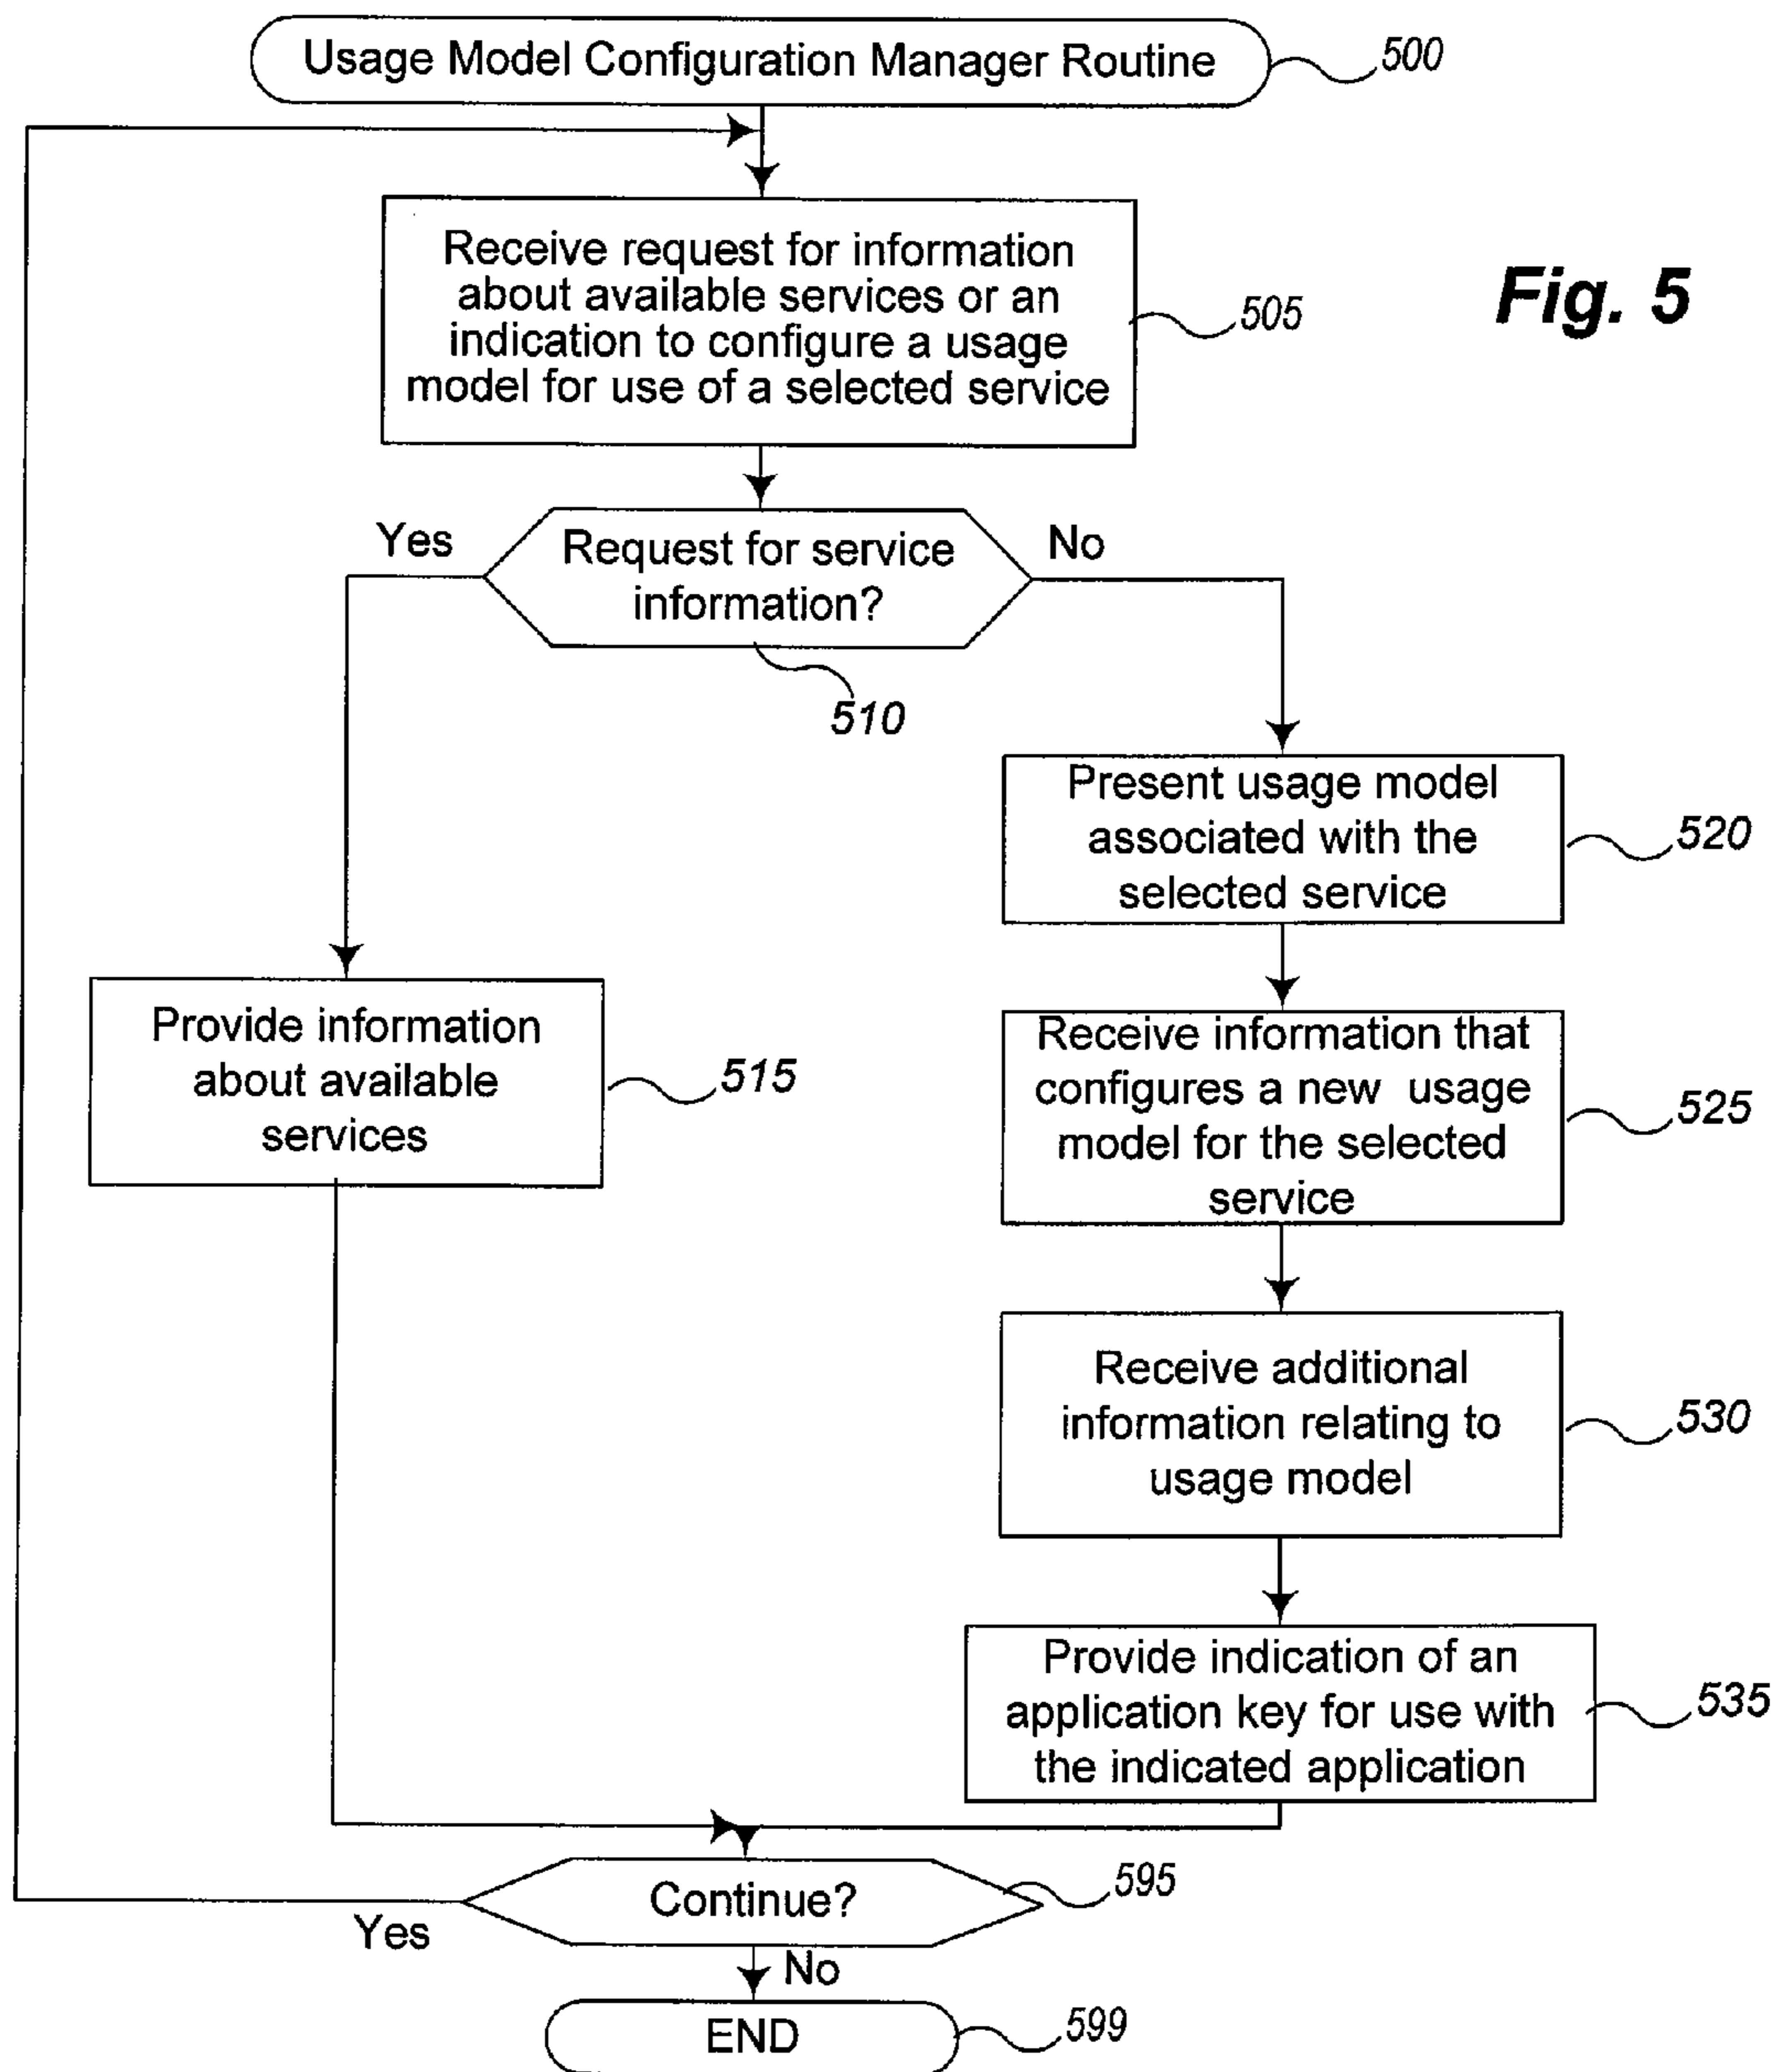 Usage Model Configuration Manager Routine
500
Receive request for information
about available services or an
indication to configure a usage
model for use of a selected service
505
Fig. 5
Yes
Request for service
information?
No
510
Present usage model
associated with the
selected service
520
Provide information
about available
services
515
Receive information that
configures a new usage
model for the selected
service
525
Receive additional
information relating to
usage model
530
Provide indication of an
application key for use with
the indicated application
535
Continue?
595
Yes
No
END
599